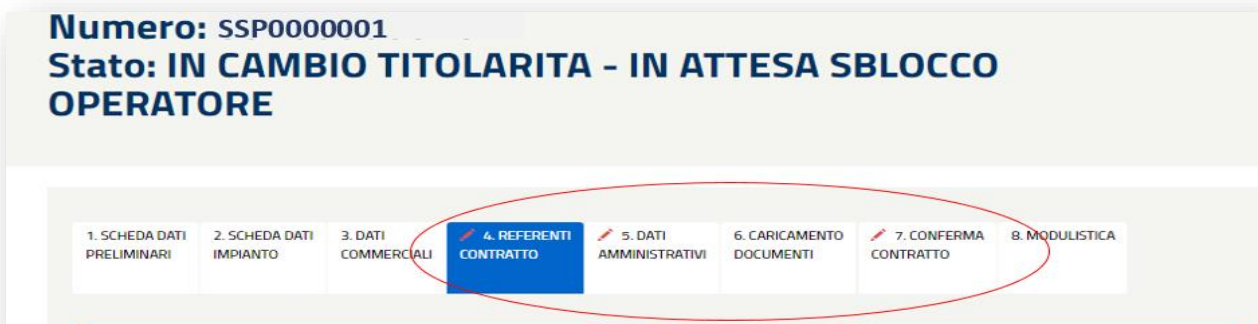 Numero: SSP0000001
Stato: IN CAMBIO TITOLARITA - IN ATTESA SBLOCCO
OPERATORE
1. SCHEDA DATI
PRELIMINARI
2. SCHEDA DATI
IMPIANTO
3. DATI
COMMERCIALI
4. REFERENTI
CONTRATTO
5. DATI
AMMINISTRATIVI
6. CARICAMENTO
DOCUMENTI
7. CONFERMA
CONTRATTO
8. MODULISTICA